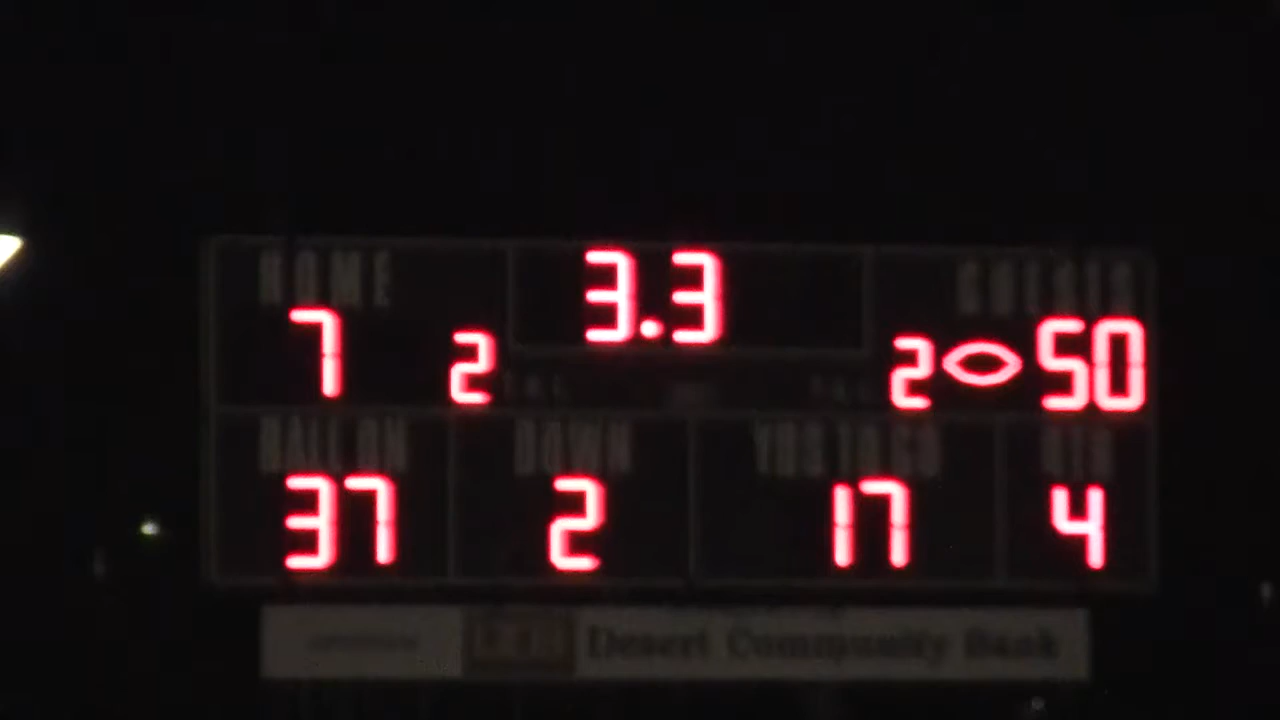 HOME 3.3 GUESTS
7 2 2 50
BALL ON DOWN YDS TO GO QTR
37 2 17 4
Desert Community Bank